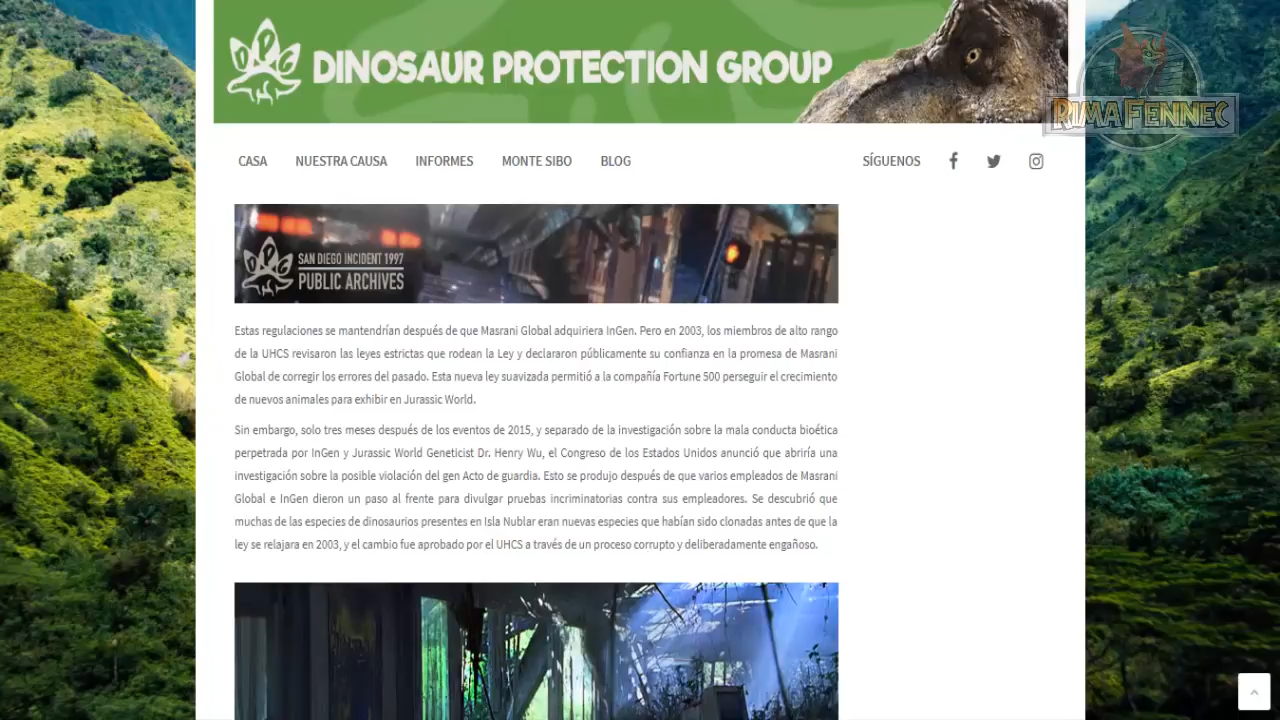 DINOSAUR PROTECTION GROUP
RIMA FENNEC
CASA NUESTRA CAUSA INFORMES MONTE SIBO BLOG SÍGUENOS
SAN DIEGO INCIDENT 1997
PUBLIC ARCHIVES
Estas regulaciones se mantendrían después de que Masrani Global adquiriera InGen. Pero en 2003, los miembros de alto rango
de la UHCS revisaron las leyes estrictas que rodean la Ley y declararon públicamente su confianza en la promesa de Masrani
Global de corregir los errores del pasado. Esta nueva ley suavizada permitió a la compañía Fortune 500 perseguir el crecimiento
de nuevos animales para exhibir en Jurassic World.
Sin embargo, solo tres meses después de los eventos de 2015, y separado de la investigación sobre la mala conducta bioética
perpetrada por InGen y Jurassic World Geneticist Dr. Henry Wu, el Congreso de los Estados Unidos anunció que abriría una
investigación sobre la posible violación del gen Acto de guardia. Esto se produjo después de que varios empleados de Masrani
Global e InGen dieron un paso al frente para divulgar pruebas incriminatorias contra sus empleadores. Se descubrió que
muchas de las especies de dinosaurios presentes en Isla Nublar eran nuevas especies que habían sido clonadas antes de que la
ley se relajara en 2003, y el cambio fue aprobado por el UHCS a través de un proceso corrupto y deliberadamente engañoso.